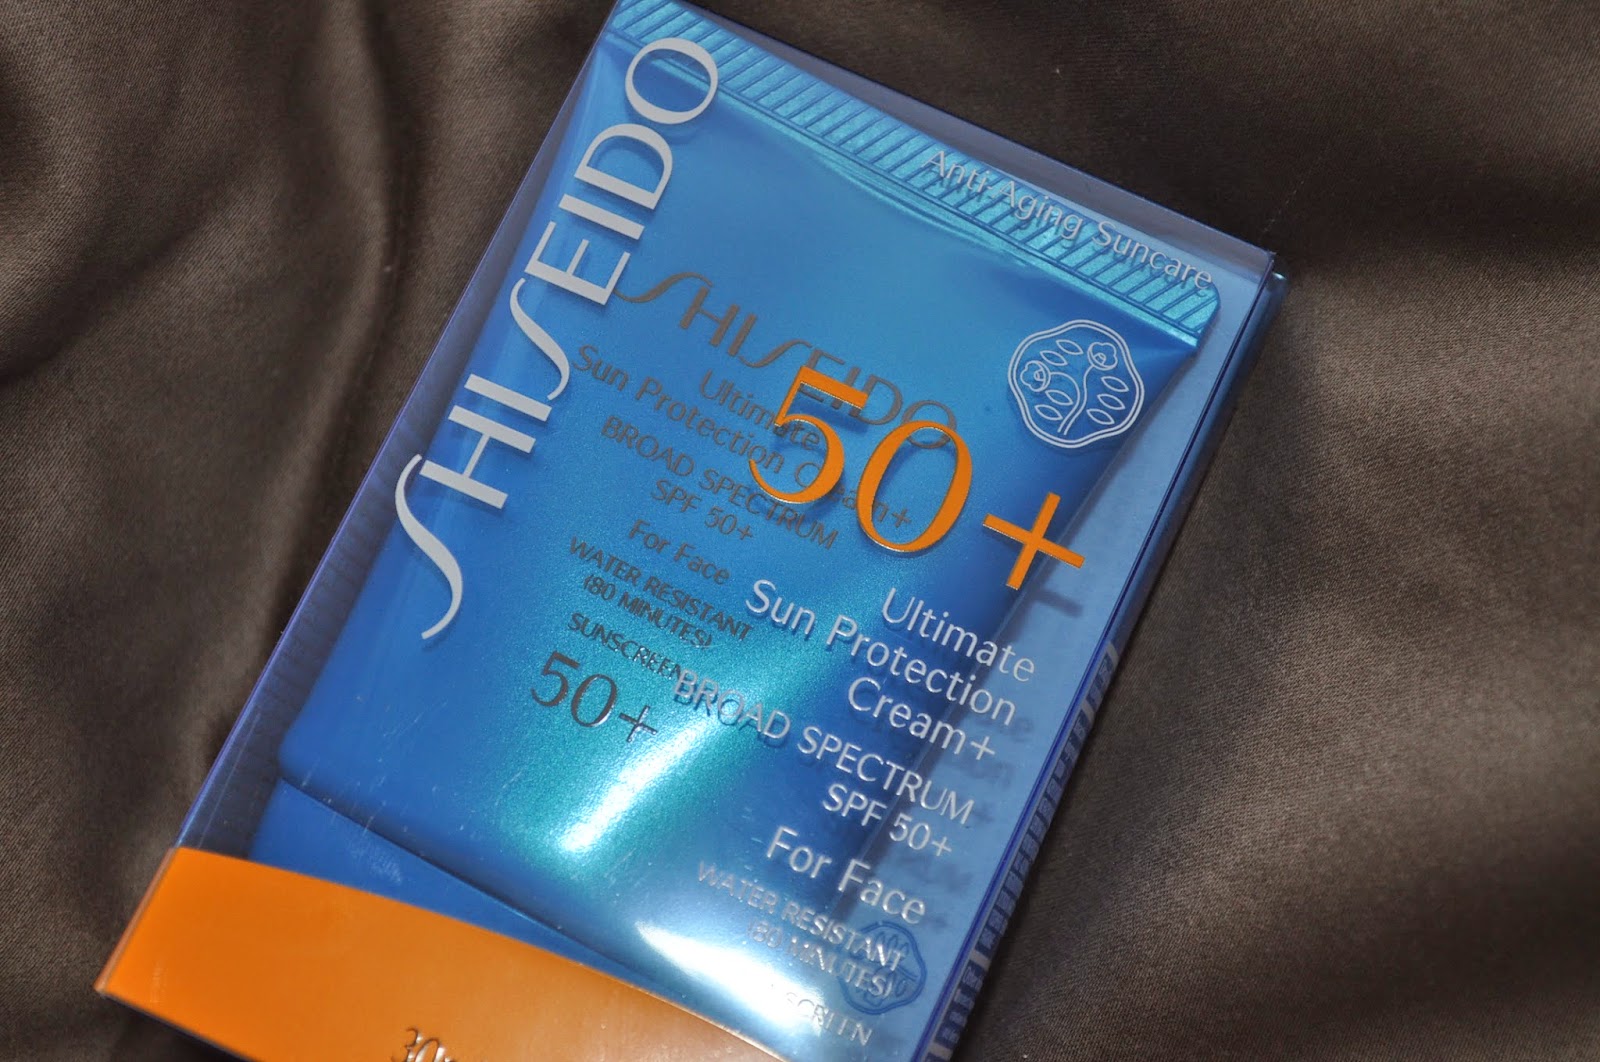 SHISEIDO
Anti-Aging Suncare
50+
Ultimate
Sun Protection
Cream+
BROAD SPECTRUM
SPF 50+
For Face
WATER RESISTANT
(80 MINUTES)
SHISEIDO
Ultimate
Sun Protection Cream+
BROAD SPECTRUM
SPF 50+
For Face
WATER RESISTANT
(80 MINUTES)
SUNSCREEN
50+